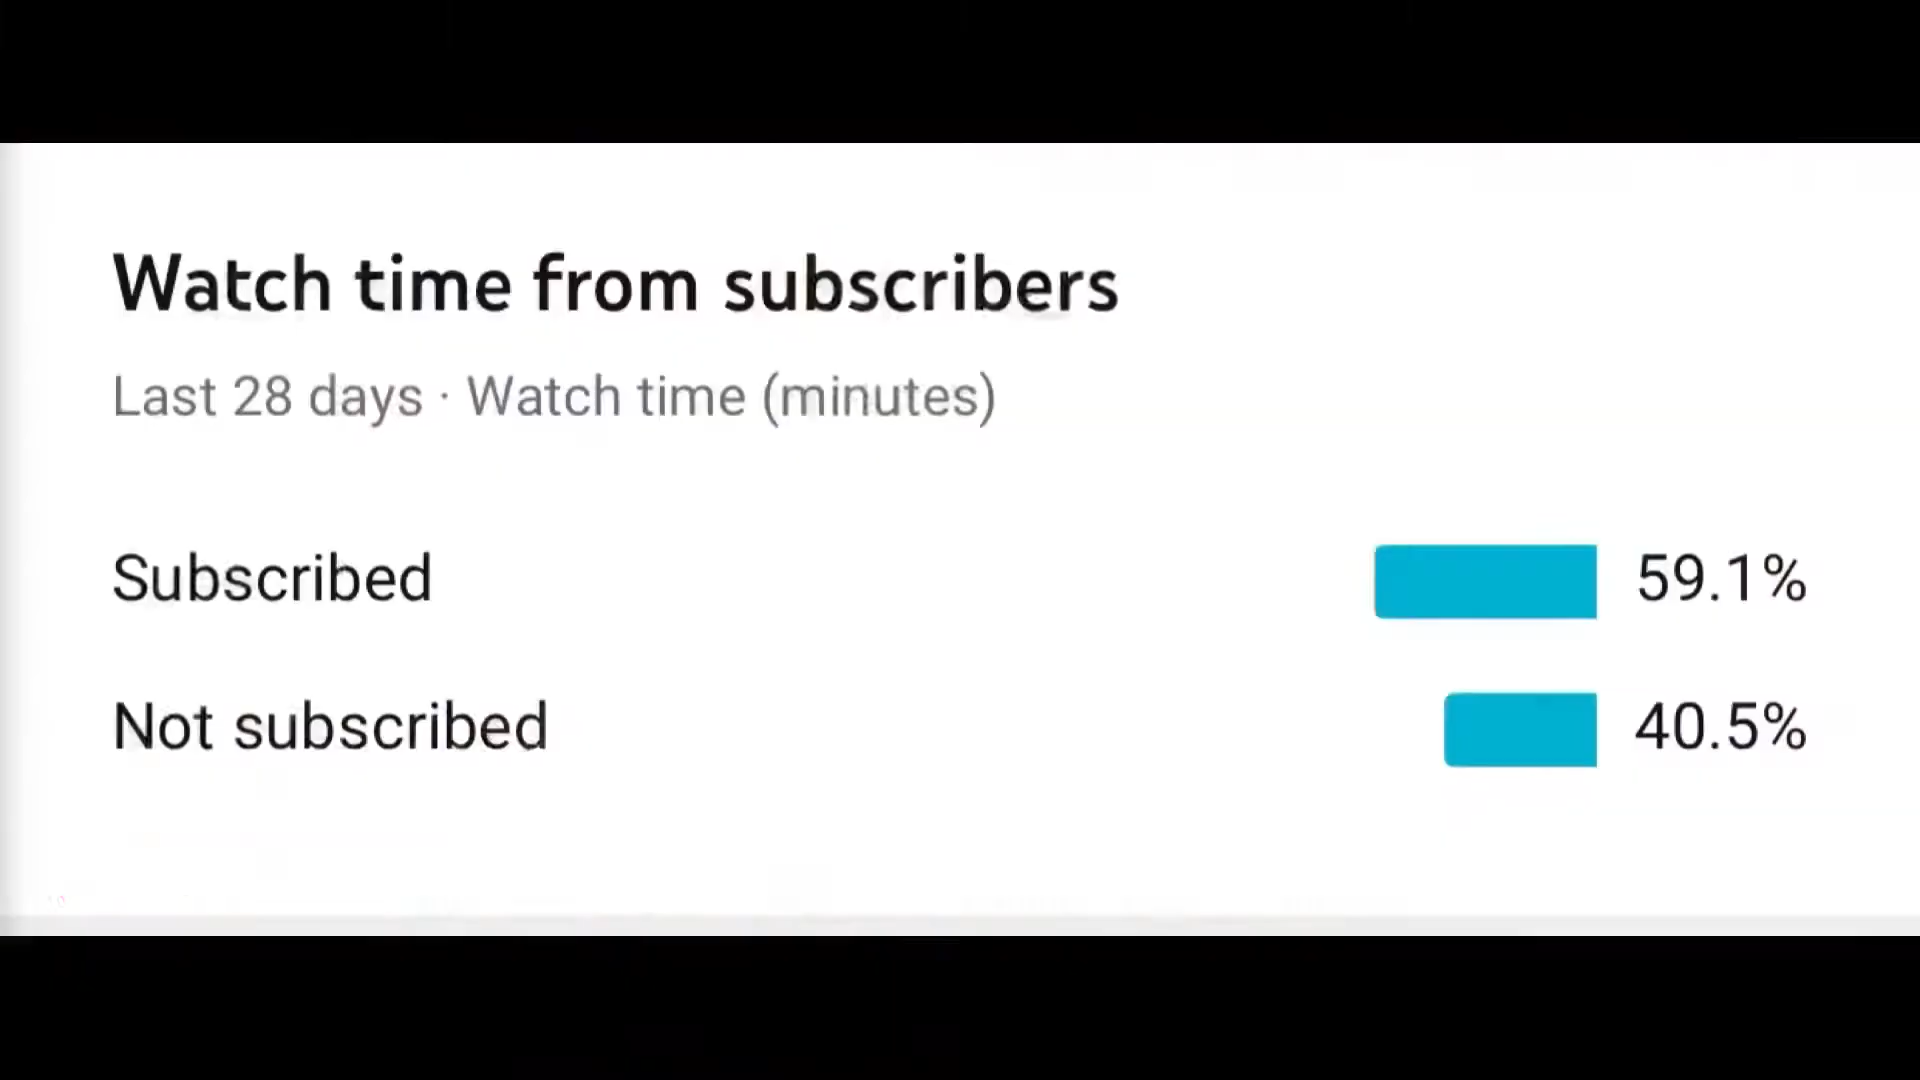 Watch time from subscribers
Last 28 days · Watch time (minutes)
Subscribed 59.1%
Not subscribed 40.5%